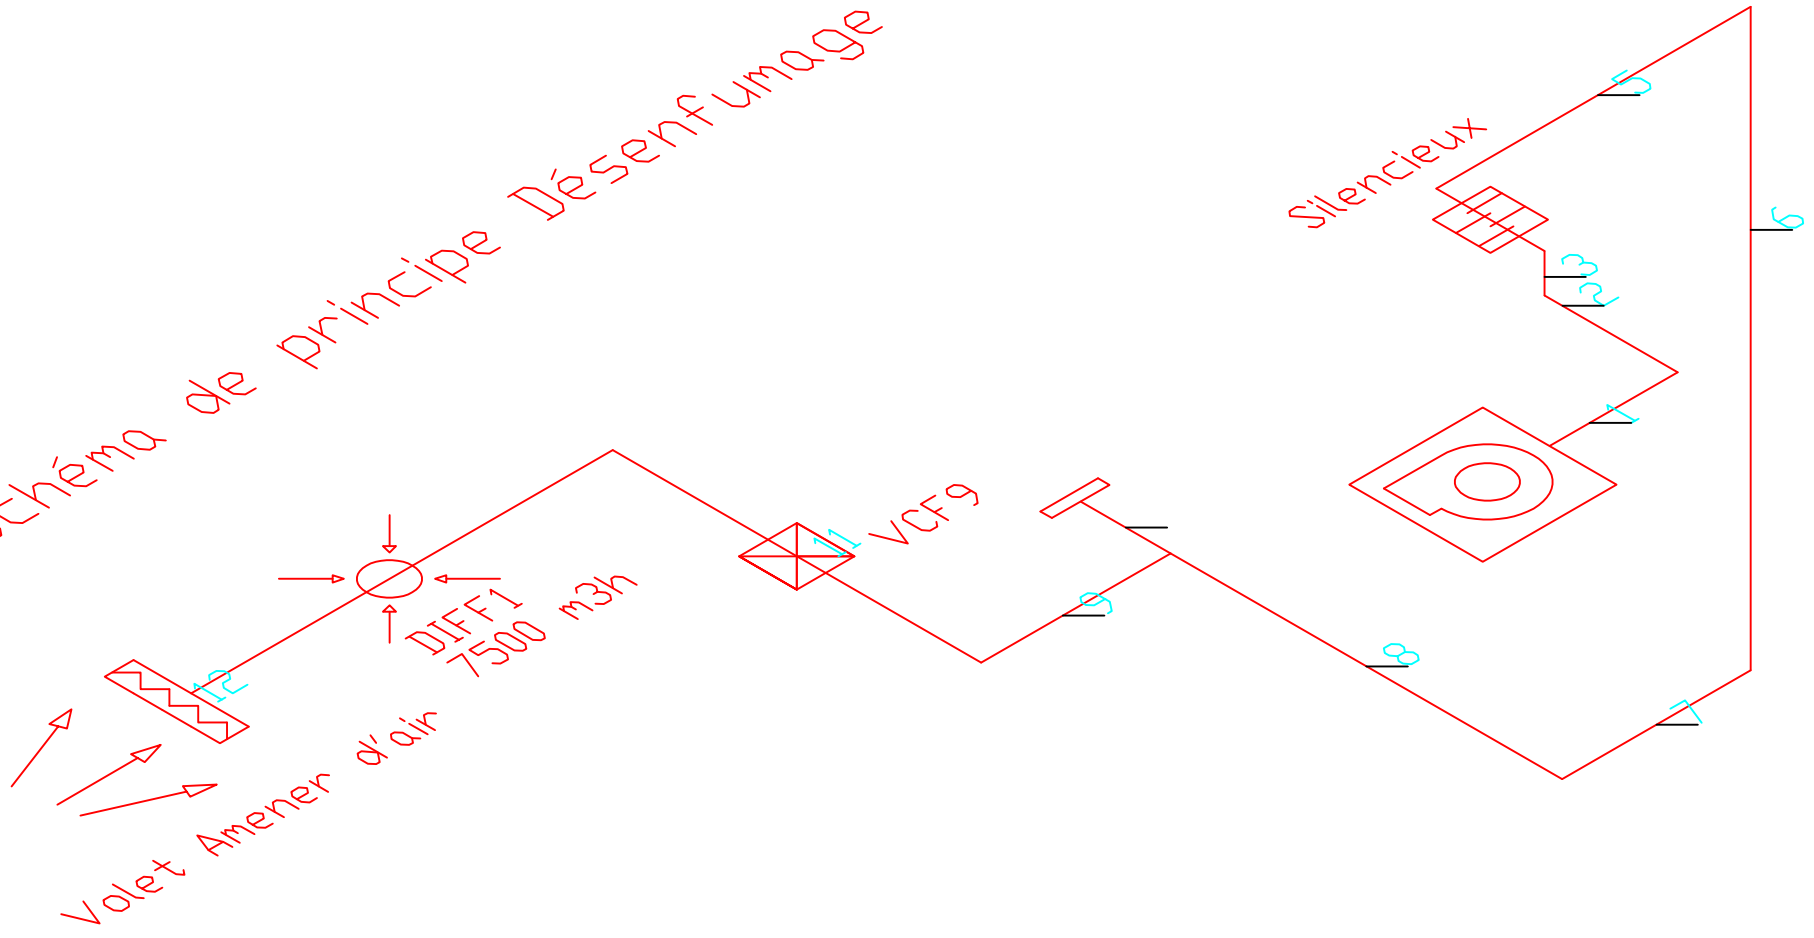 chéma de principe Désenfumage
Silencieux
5
6
3
2
1
VCF9
11
DIFF1
7500 m3h
9
8
7
12
Volet Amener d'air